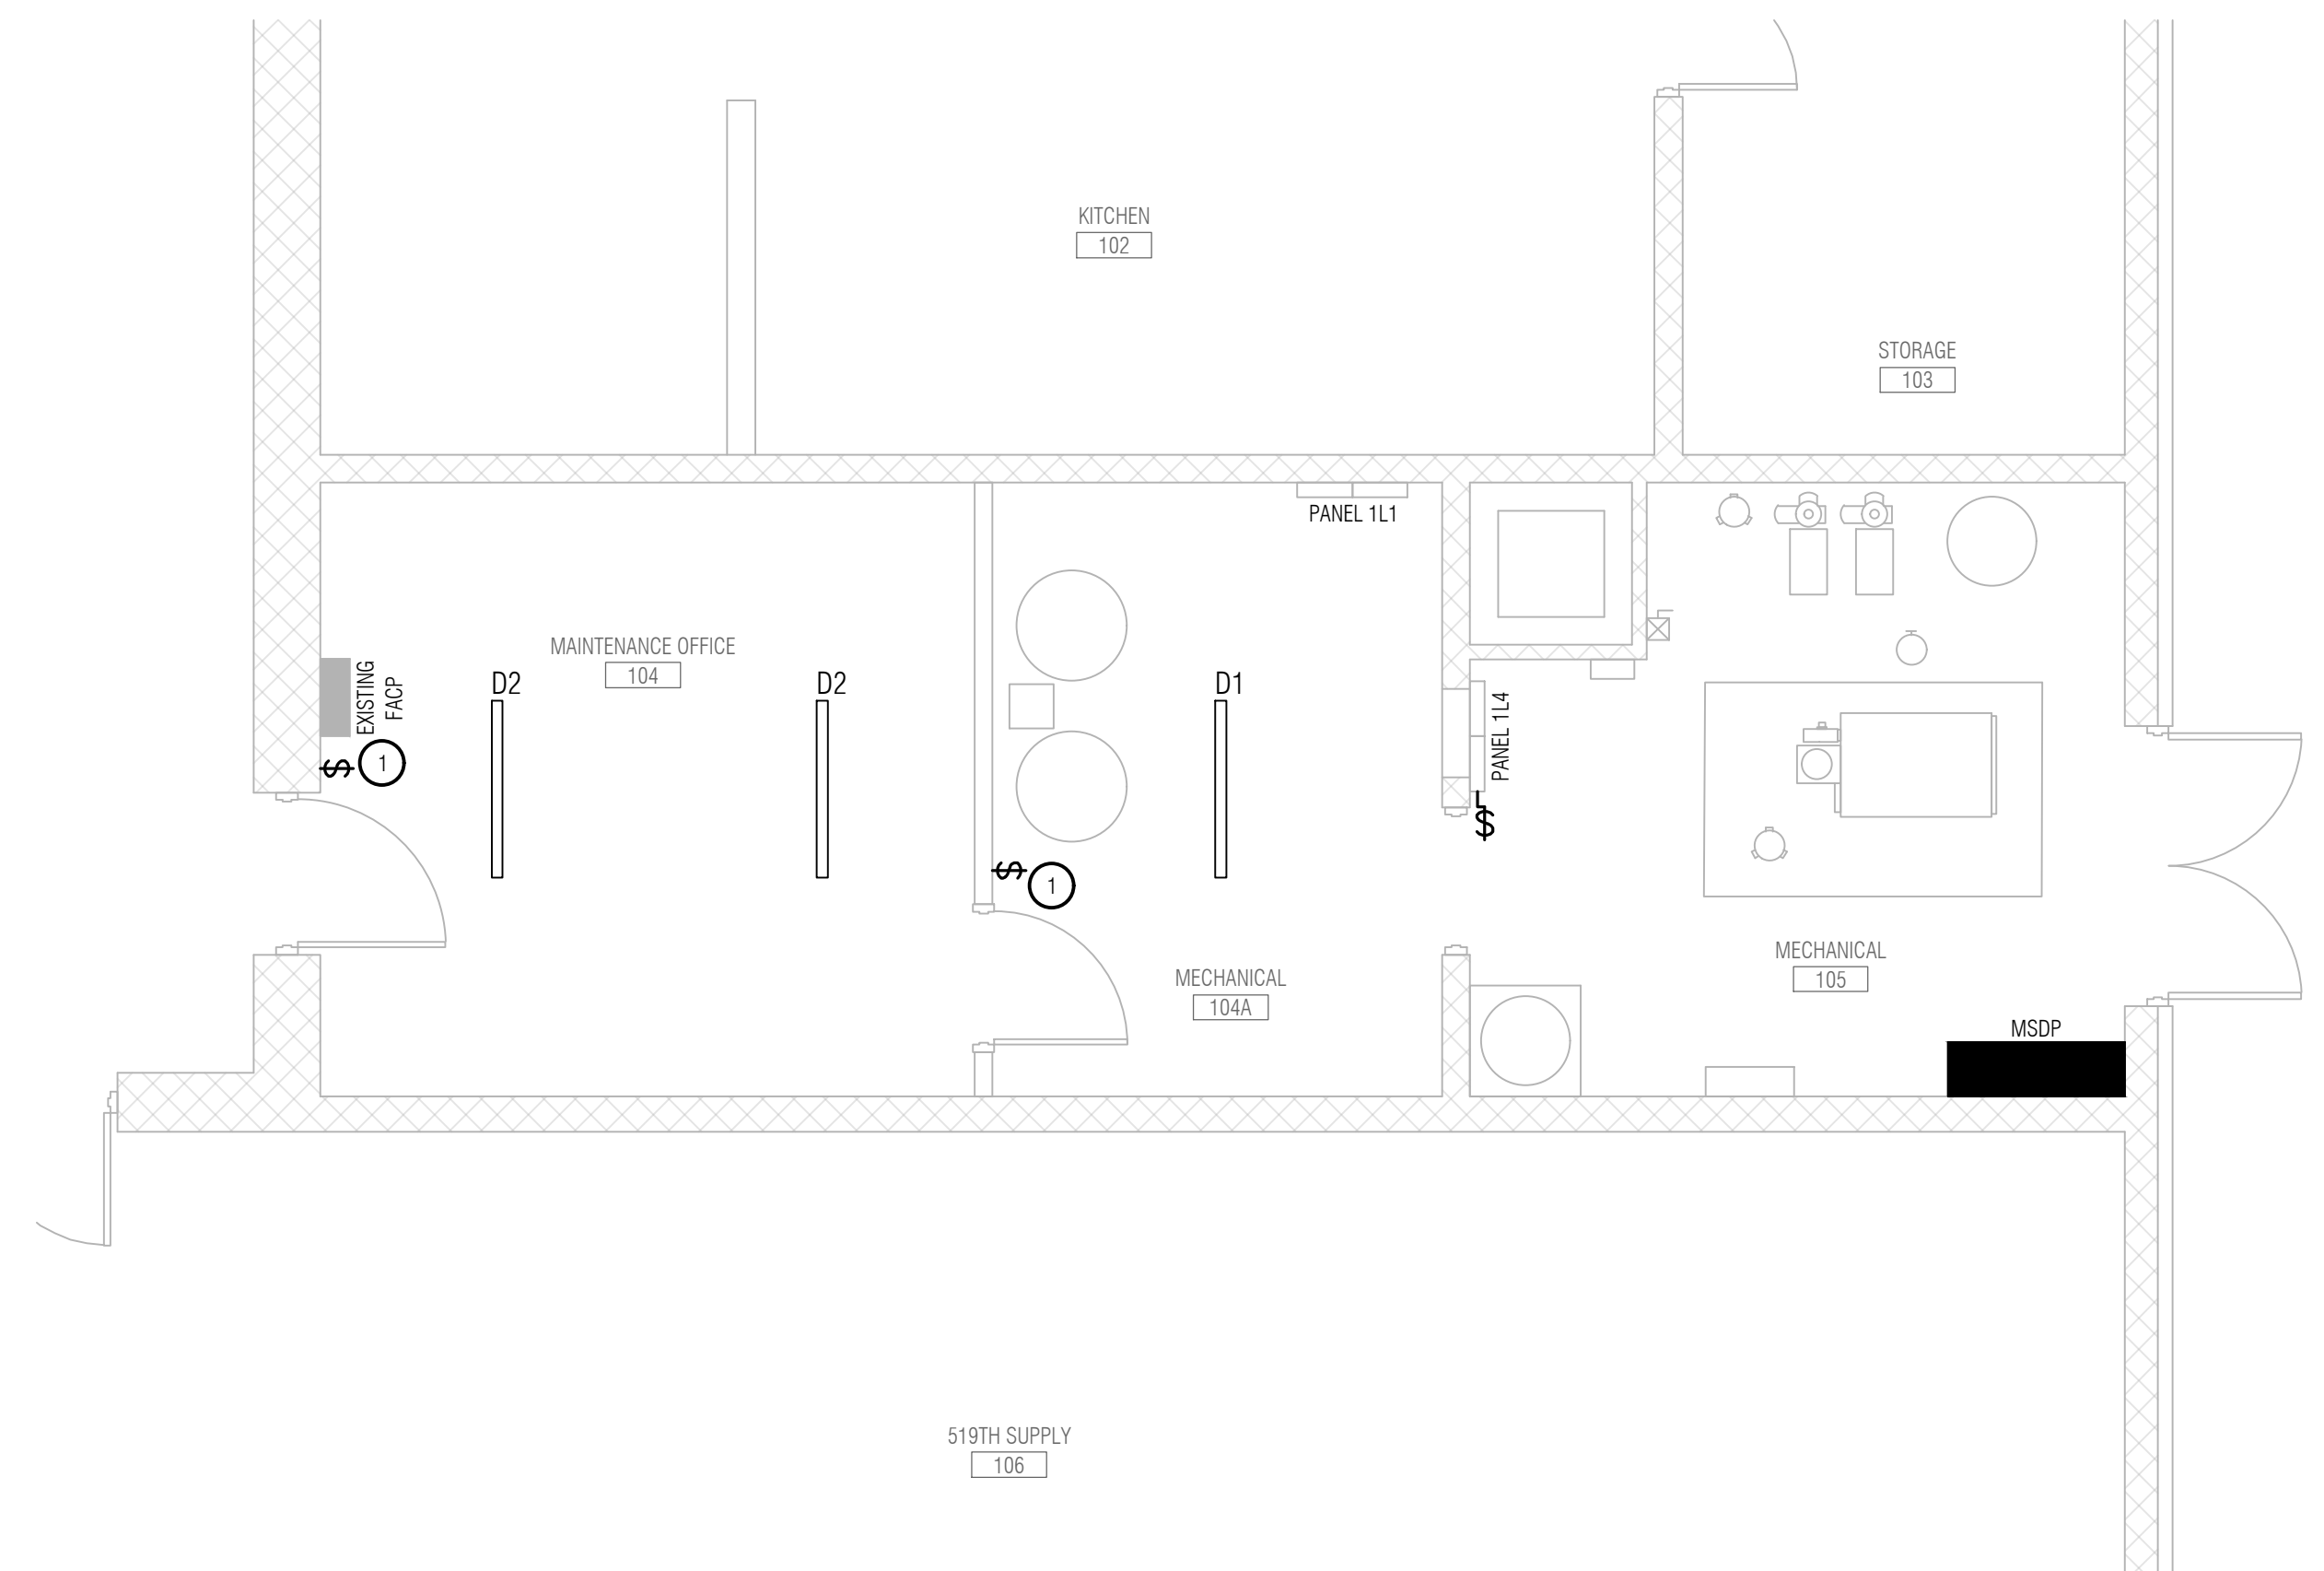 KITCHEN
102
STORAGE
103
PANEL 1L1
MAINTENANCE OFFICE
104
EXISTING
FACP
D2
D2
D1
PANEL 1L4
$
1
$
1
$
MECHANICAL
104A
MECHANICAL
105
MSDP
519TH SUPPLY
106